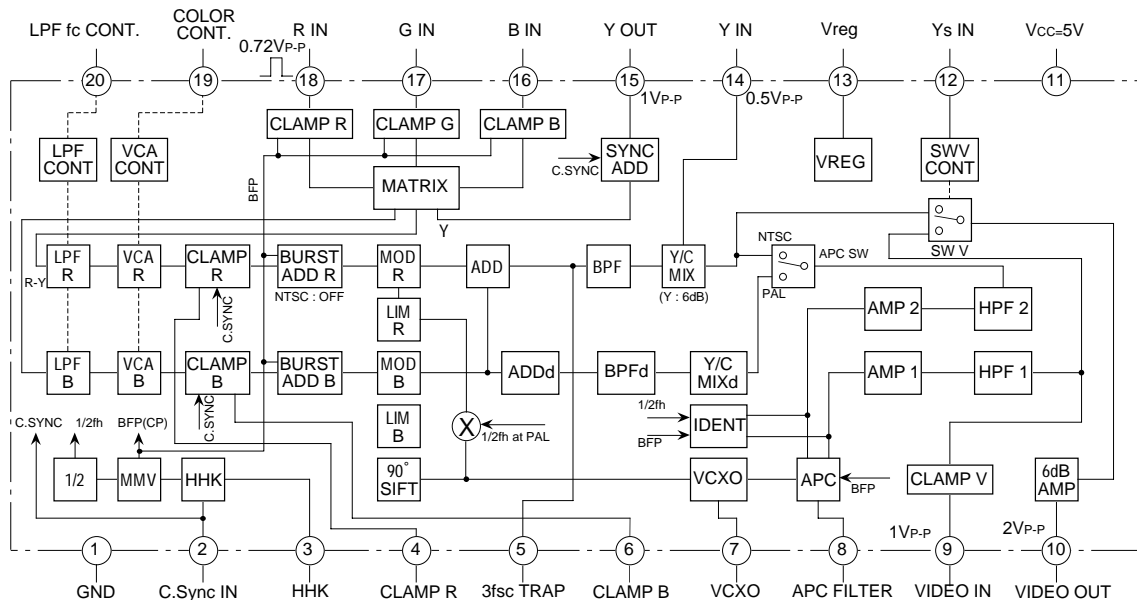 LPF fc CONT.
COLOR
CONT.
R IN
G IN
B IN
Y OUT
Y IN
Vreg
Ys IN
VCC=5V
0.72VP-P
20
19
18
17
16
15
14
13
12
11
1VP-P
0.5VP-P
CLAMP R
CLAMP G
CLAMP B
LPF
CONT
VCA
CONT
C.SYNC
SYNC
ADD
VREG
SWV
CONT
BFP
MATRIX
Y
NTSC
APC SW
SW V
R-Y
LPF
R
VCA
R
CLAMP
R
BURST
ADD R
MOD
R
ADD
BPF
Y/C
MIX
NTSC : OFF
(Y : 6dB)
PAL
C.SYNC
LIM
R
AMP 2
HPF 2
LPF
B
VCA
B
CLAMP
B
BURST
ADD B
MOD
B
ADDd
BPFd
Y/C
MIXd
AMP 1
HPF 1
C.SYNC
C.SYNC
1/2fh
BFP(CP)
LIM
B
X
1/2fh at PAL
1/2fh
BFP
IDENT
1/2
MMV
HHK
90°
SIFT
VCXO
APC
BFP
CLAMP V
6dB
AMP
1VP-P
2VP-P
1
2
3
4
5
6
7
8
9
10
GND
C.Sync IN
HHK
CLAMP R
3fsc TRAP
CLAMP B
VCXO
APC FILTER
VIDEO IN
VIDEO OUT